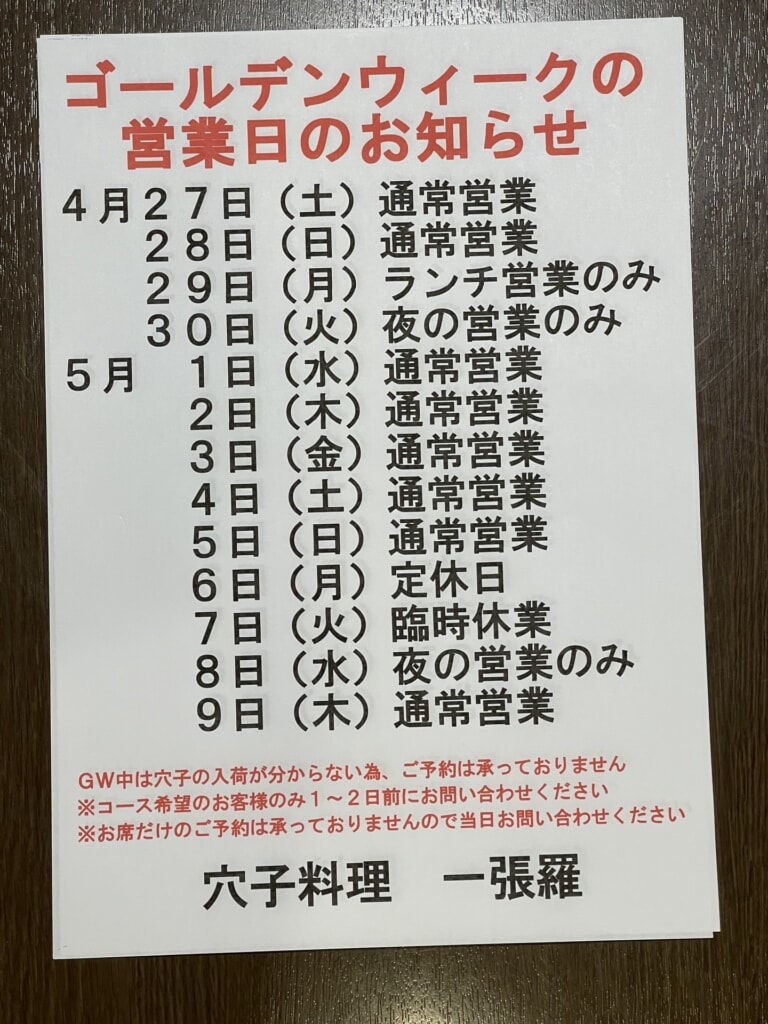 ゴールデンウィークの
営業日のお知らせ
4月27日（土）通常営業
28日（日）通常営業
29日（月）ランチ営業のみ
30日（火）夜の営業のみ
5月　1日（水）通常営業
2日（木）通常営業
3日（金）通常営業
4日（土）通常営業
5日（日）通常営業
6日（月）定休日
7日（火）臨時休業
8日（水）夜の営業のみ
9日（木）通常営業
GW中は穴子の入荷が分からない為、ご予約は承っておりません
※コース希望のお客様のみ1～2日前にお問い合わせください
※お席だけのご予約は承っておりませんので当日お問い合わせください
穴子料理　一張羅